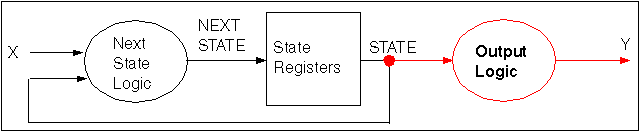 X
Next
State
Logic
NEXT
STATE
State
Registers
STATE
Output
Logic
Y